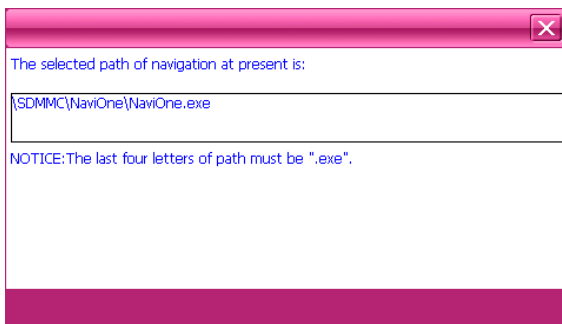 The selected path of navigation at present is:
\SDMMC\NaviOne\NaviOne.exe
NOTICE:The last four letters of path must be ".exe".